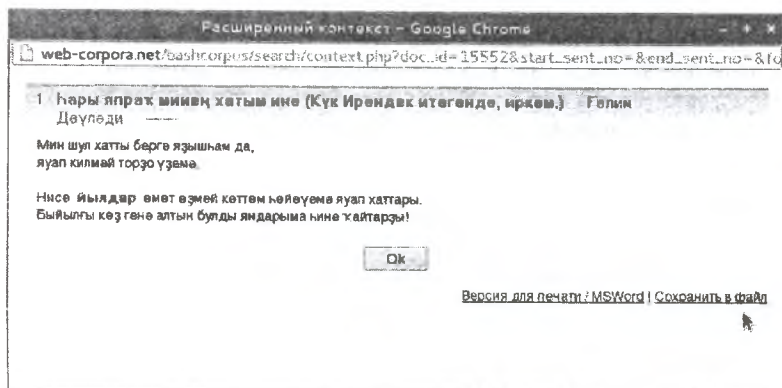 Расширенный контекст – Google Chrome
web-corpora.net/bashcorpus/search/context.php?doc_id=15552&start_sent_no=&end_sent_no=&fo
1 Һары япраҡ минең хатым ине (Күк Ирәндек итәгендә, иркәм.) Ғәлим
Дәүләди
Мин шул хатты бергә яҙышһам да,
яуап килмәй торҙо үҙемә.
Нисә йылдар өмөт өҙмәй көттөм һөйөүемә яуап хаттары.
Быйылғы көҙ генә алтын булды яндарыма һине ҡайтарҙы!
Ok
Версия для печати / MSWord | Сохранить в файл